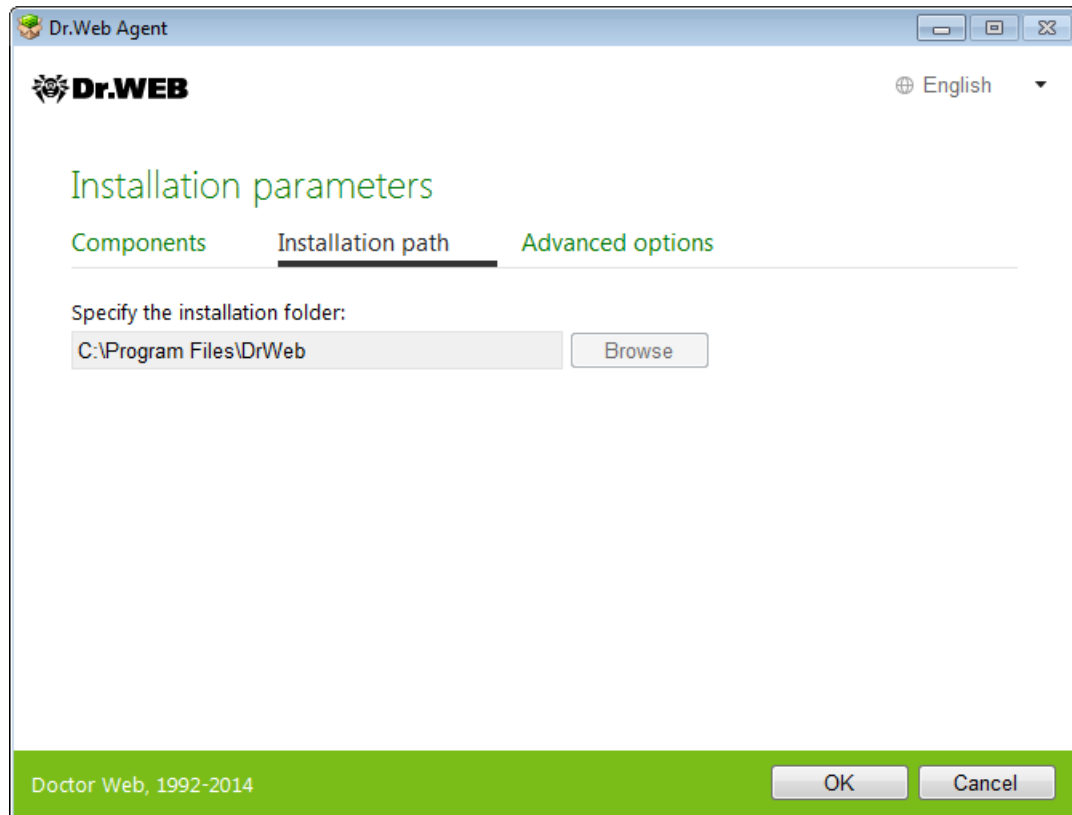 Dr.Web Agent
Dr.WEB
English
Installation parameters
Components Installation path Advanced options
Specify the installation folder:
C:\Program Files\DrWeb Browse
Doctor Web, 1992-2014 OK Cancel